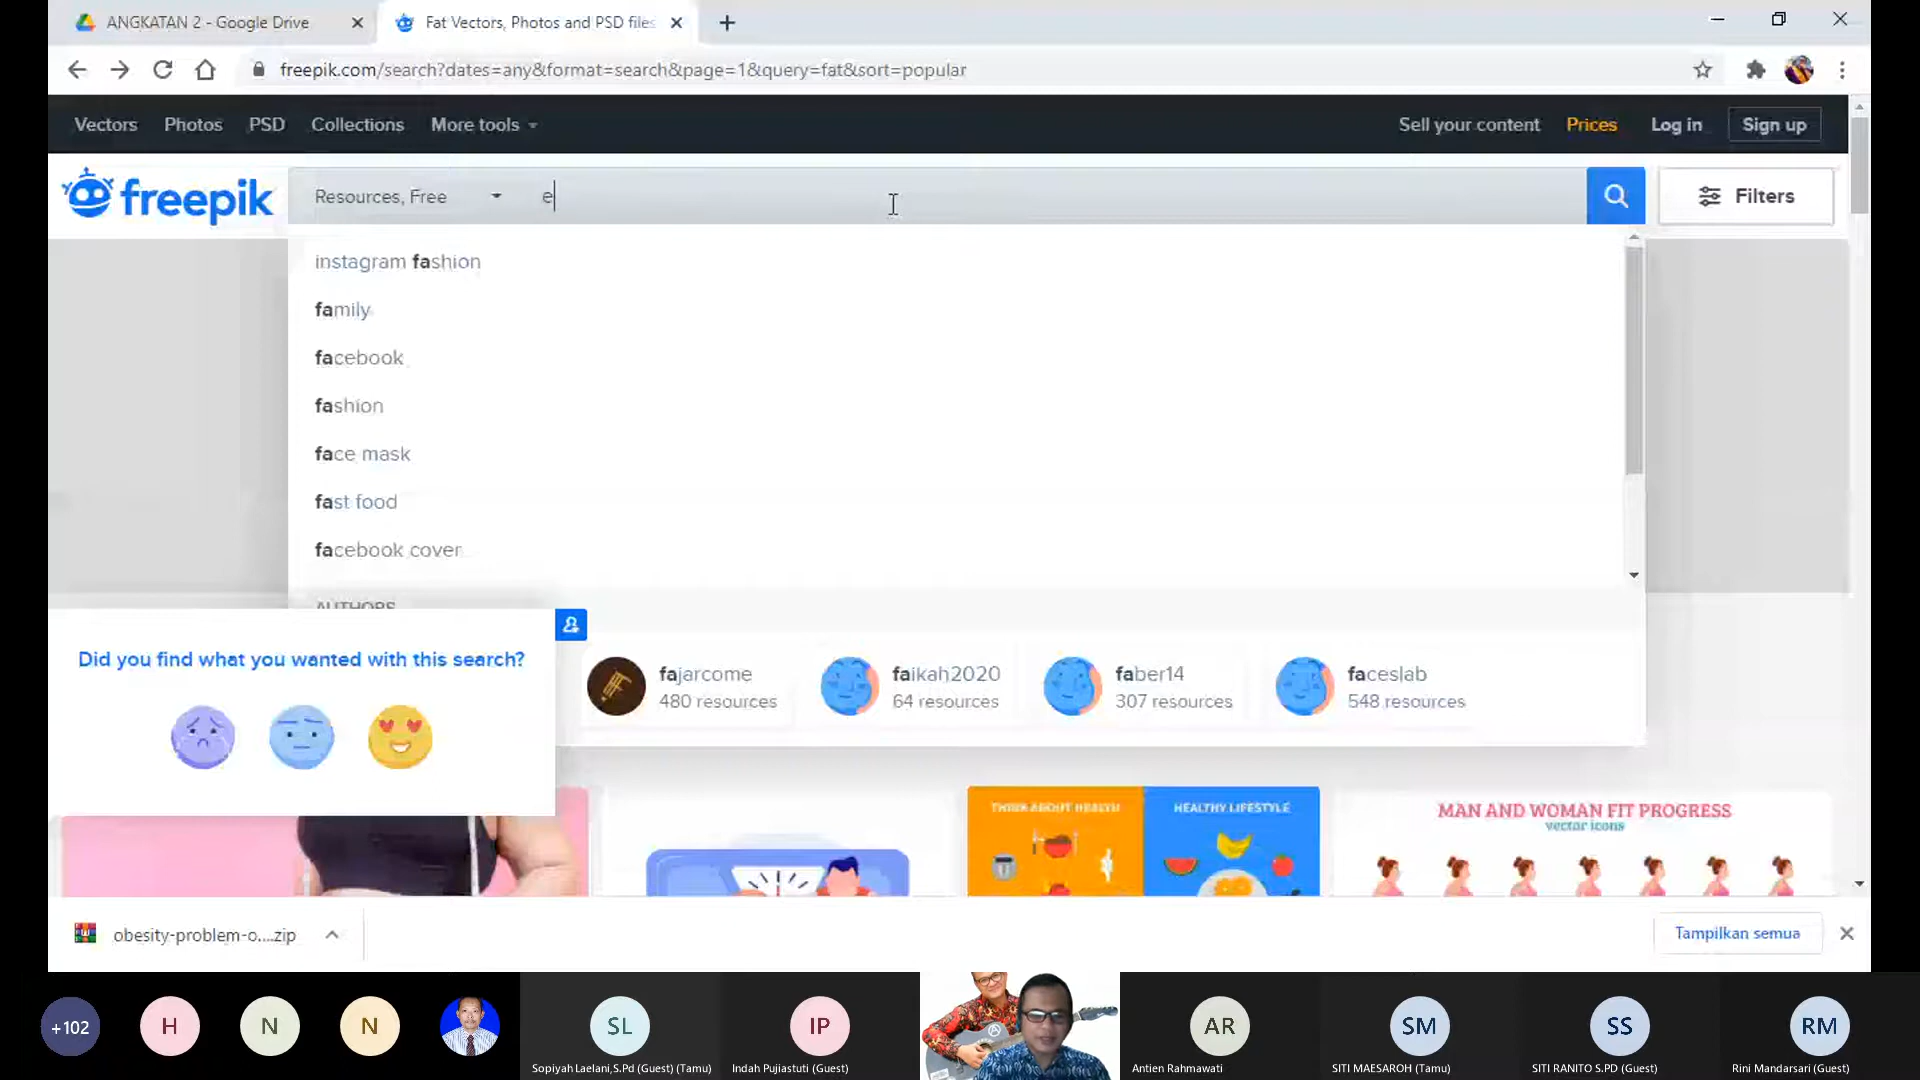 ANGKATAN 2 - Google Drive
Fat Vectors, Photos and PSD files
freepik.com/search?dates=any&format=search&page=1&query=fat&sort=popular
Vectors
Photos
PSD
Collections
More tools
Sell your content
Prices
Log in
Sign up
freepik
Resources, Free
e
Filters
instagram fashion
family
facebook
fashion
face mask
fast food
facebook cover
AUTHORS
Did you find what you wanted with this search?
fajarcome
480 resources
faikah2020
64 resources
faber14
307 resources
faceslab
548 resources
THINK ABOUT HEALTH
HEALTHY LIFESTYLE
MAN AND WOMAN FIT PROGRESS
vector icons
obesity-problem-o....zip
Tampilkan semua
+102
H
N
N
SL
Sopiyah Laelani,S.Pd (Guest) (Tamu)
IP
Indah Pujiastuti (Guest)
AR
Antien Rahmawati
SM
SITI MAESAROH (Tamu)
SS
SITI RANITO S.PD (Guest)
RM
Rini Mandarsari (Guest)